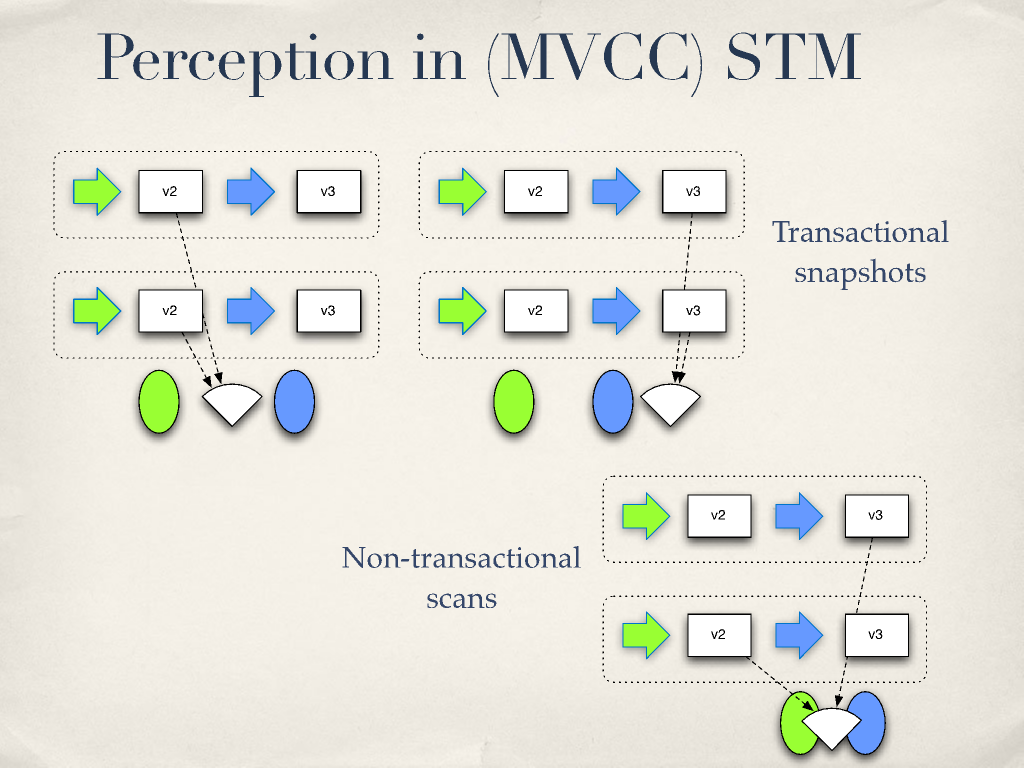 Perception in (MVCC) STM
v2
v3
v2
v3
v2
v3
v2
v3
Transactional
snapshots
Non-transactional
scans
v2
v3
v2
v3